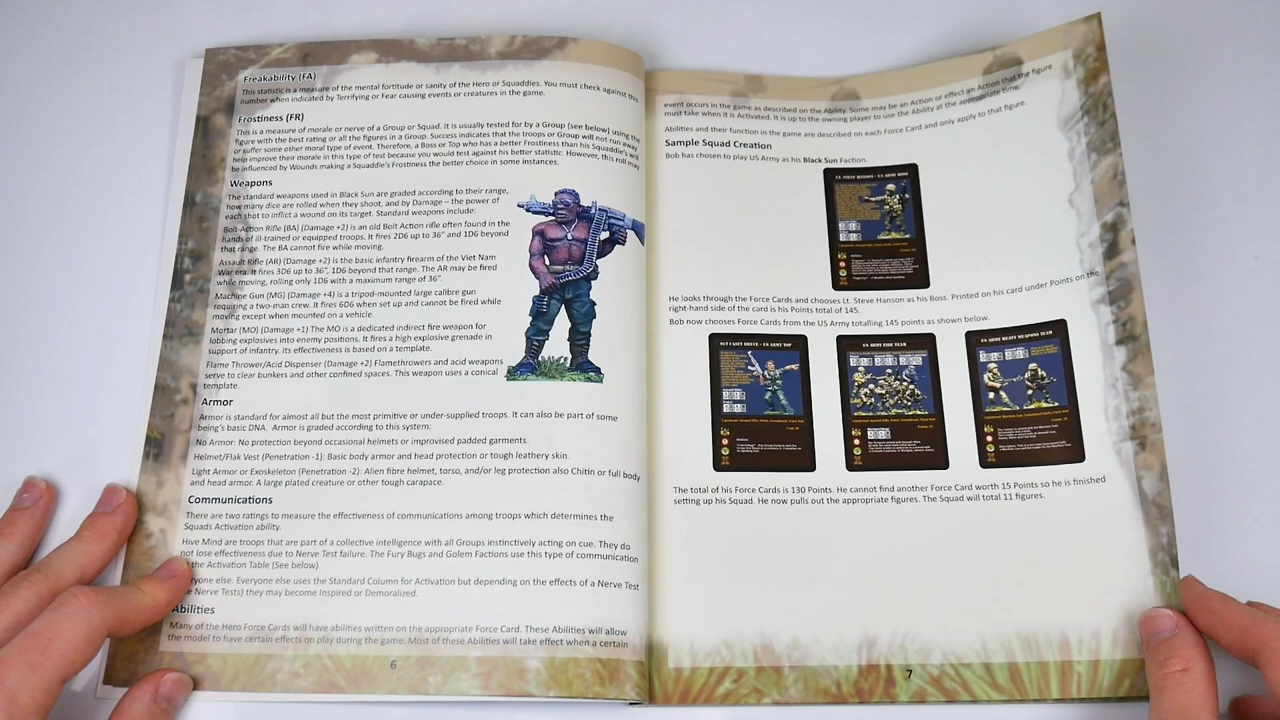 Freakability (FA)
This statistic is a measure of the mental fortitude or sanity of the Hero or Squaddies. You must check against this
number when indicated by Terrifying or Fear causing events or creatures in the game.
Frostiness (FR)
This is a measure of morale or nerve of a Group or Squad. It is usually tested for by a Group (see below) using the
figure with the best rating or all the figures in a Group. Success indicates that the troops or Group will not run away
or suffer some other moral type of event. Therefore, a Boss or Top who has a better Frostiness than his Squaddie's will
help improve their morale in this type of test because you would test against his better statistic. However, this roll may
be influenced by Wounds making a Squaddie's Frostiness the better choice in some instances.
Weapons
The standard weapons used in Black Sun are graded according to their range,
how many dice are rolled when they shoot, and by Damage – the power of
each shot to inflict a wound on its target. Standard weapons include:
Bolt-Action Rifle (BA) (Damage +2) is an old Bolt Action rifle often found in the
hands of ill-trained or equipped troops. It fires 2D6 up to 36" and 1D6 beyond
that range. The BA cannot fire while moving.
Assault Rifle (AR) (Damage +2) is the basic infantry firearm of the Viet Nam
War era. It fires 3D6 up to 36", 1D6 beyond that range. The AR may be fired
while moving, rolling only 1D6 with a maximum range of 36"
Machine Gun (MG) (Damage +4) is a tripod-mounted large calibre gun
requiring a two-man crew. It fires 6D6 when set up and cannot be fired while
moving except when mounted on a vehicle.
Mortar (MO) (Damage +1) The MO is a dedicated indirect fire weapon for
lobbing explosives into enemy positions. It fires a high explosive grenade in
support of infantry. Its effectiveness is based on a template.
Flame Thrower/Acid Dispenser (Damage +2) Flamethrowers and acid weapons
serve to clear bunkers and other confined spaces. This weapon uses a conical
template.
Armor
Armor is standard for almost all but the most primitive or under-supplied troops. It can also be part of some
being's basic DNA. Armor is graded according to this system:
No Armor: No protection beyond traditional helmets or improvised padded garments.
Helmet/Flak Vest (Penetration -1): Basic body armor and head protection or tough leathery skin.
Light Armor or Exoskeleton (Penetration -2): Alien fibre helmet, torso, and/or leg protection also Chitin or full body
and head armor. A large plated creature or other tough carapace.
Communications
There are two ratings to measure the effectiveness of communications among troops which determines the
Squads Activation ability.
Hive Mind are troops that are part of a collective intelligence with all Groups instinctively acting on cue. They do
not lose effectiveness due to Nerve Test failure. The Fury Bugs and Golem Factions use this type of communication
the Activation Table (See below).
ryone else. Everyone else uses the Standard Column for Activation but depending on the effects of a Nerve Test
Nerve Tests) they may become Inspired or Demoralized.
Abilities
Many of the Hero Force Cards will have abilities written on the appropriate Force Card. These Abilities will allow
the model to have certain effects on play during the game. Most of these Abilities will take effect when a certain
6
event occurs in the game as described on the Ability. Some may be an Action or effect an Action that the figure
must take when it is Activated. It is up to the owning player to use the Ability at the appropriate time.
Abilities and their function in the game are described on each Force Card and only apply to that figure.
Sample Squad Creation
Bob has chosen to play US Army as his Black Sun Faction.
LT. STEVE HANSON - US ARMY BOSS
He looks through the Force Cards and chooses Lt. Steve Hanson as his Boss. Printed on his card under Points on the
right-hand side of the card is his Points total of 145.
Bob now chooses Force Cards from the US Army totalling 145 points as shown below.
SGT CASEY BRUCE - US ARMY TOP
US ARMY FIRE TEAM
US ARMY HEAVY WEAPONS TEAM
The total of his Force Cards is 130 Points. He cannot find another Force Card worth 15 Points so he is finished
setting up his Squad. He now pulls out the appropriate figures. The Squad will total 11 figures.
7